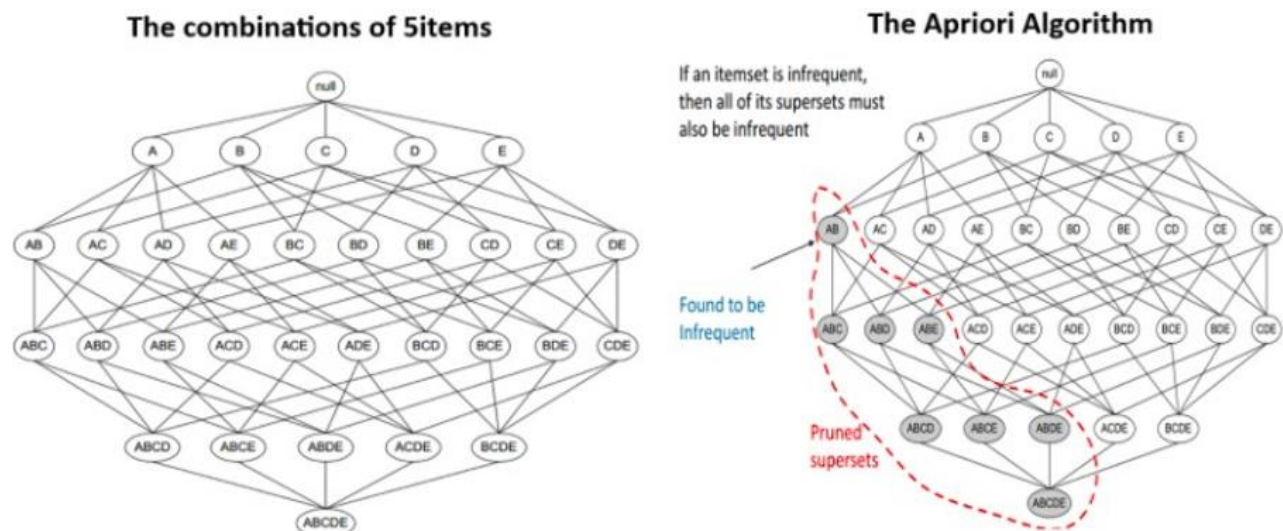 The combinations of 5items
null
A B C D E
AB AC AD AE BC BD BE CD CE DE
ABC ABD ABE ACD ACE ADE BCD BCE BDE CDE
ABCD ABCE ABDE ACDE BCDE
ABCDE
The Apriori Algorithm
If an itemset is infrequent,
then all of its supersets must
also be infrequent
null
A B C D E
AB AC AD AE BC BD BE CD CE DE
Found to be
Infrequent
ABC ABD ABE ACD ACE ADE BCD BCE BDE CDE
Pruned
supersets
ABCD ABCE ABDE ACDE BCDE
ABCDE